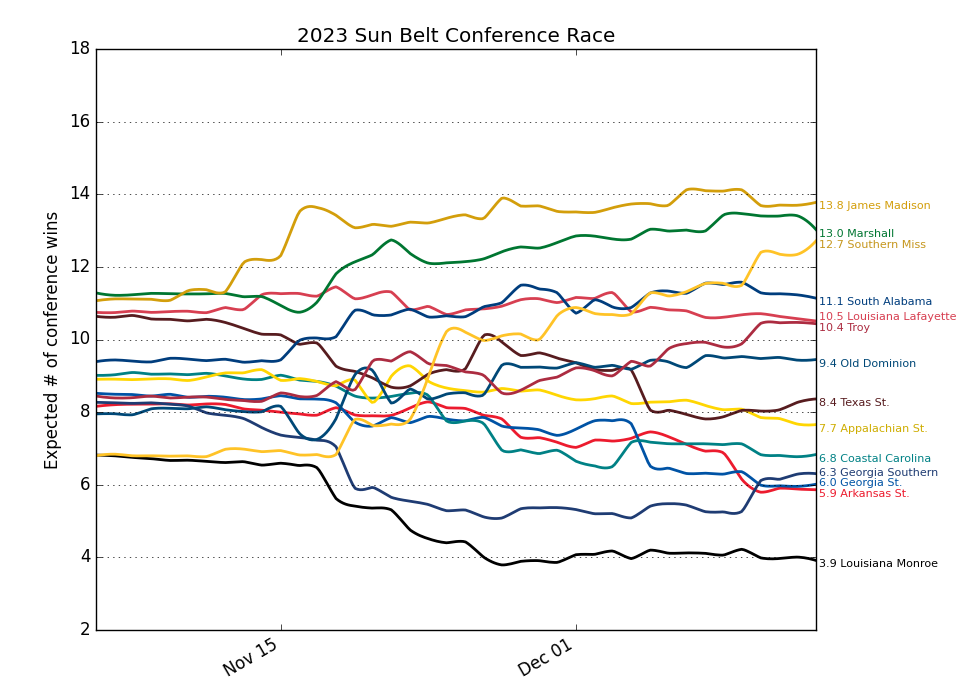 2023 Sun Belt Conference Race
Expected # of conference wins
18
16
14
12
10
8
6
4
2
Nov 15
Dec 01
13.8 James Madison
13.0 Marshall
12.7 Southern Miss
11.1 South Alabama
10.5 Louisiana Lafayette
10.4 Troy
9.4 Old Dominion
8.4 Texas St.
7.7 Appalachian St.
6.8 Coastal Carolina
6.3 Georgia Southern
6.0 Georgia St.
5.9 Arkansas St.
3.9 Louisiana Monroe